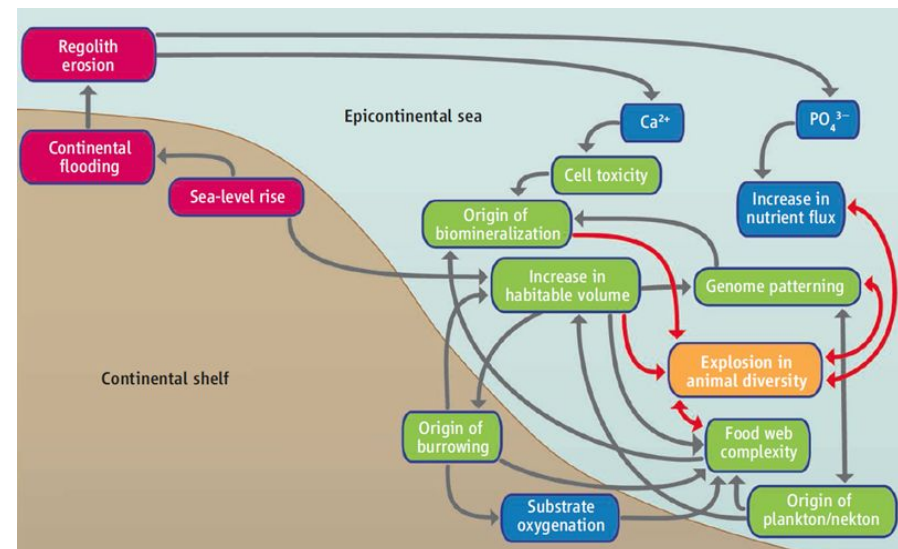 Regolith
erosion
Epicontinental sea
Ca²⁺
PO₄³⁻
Continental
flooding
Cell toxicity
Sea-level rise
Origin of
biomineralization
Increase in
nutrient flux
Increase in
habitable volume
Genome patterning
Continental shelf
Explosion in
animal diversity
Origin of
burrowing
Food web
complexity
Substrate
oxygenation
Origin of
plankton/nekton